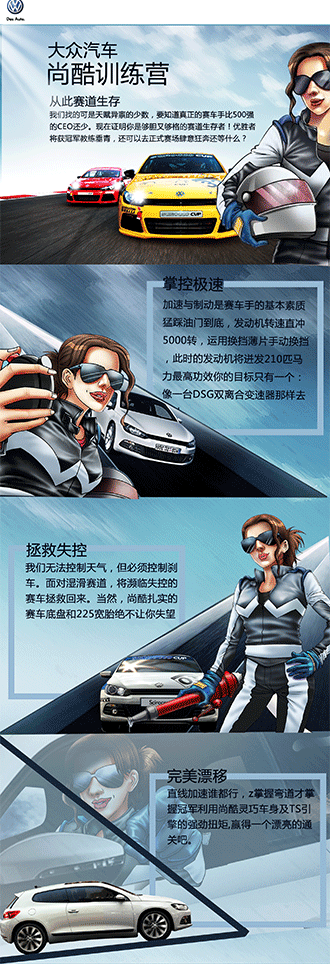 Das Auto.
大众汽车
尚酷训练营
从此赛道生存
我们找的可是天赋异禀的少数，要知道真正的赛车手比500强
的CEO还少。现在证明你是够胆又够格的赛道生存者！优胜者
将获冠军教练垂青，还可以去正式赛场肆意狂奔还等什么？
掌控极速
加速与制动是赛车手的基本素质
猛踩油门到底，发动机转速直冲
5000转，运用换挡薄片手动换挡
，此时的发动机将迸发210匹马
力最高功效你的目标只有一个：
像一台DSG双离合变速器那样去
拯救失控
我们无法控制天气，但必须控制刹
车。面对湿滑赛道，将濒临失控的
赛车拯救回来。当然，尚酷扎实的
赛车底盘和225宽胎绝不让你失望
Scirocco
完美漂移
直线加速谁都行，z掌握弯道才掌
握冠军利用尚酷灵巧车身及TS引
擎的强劲扭矩,赢得一个漂亮的通
关吧。